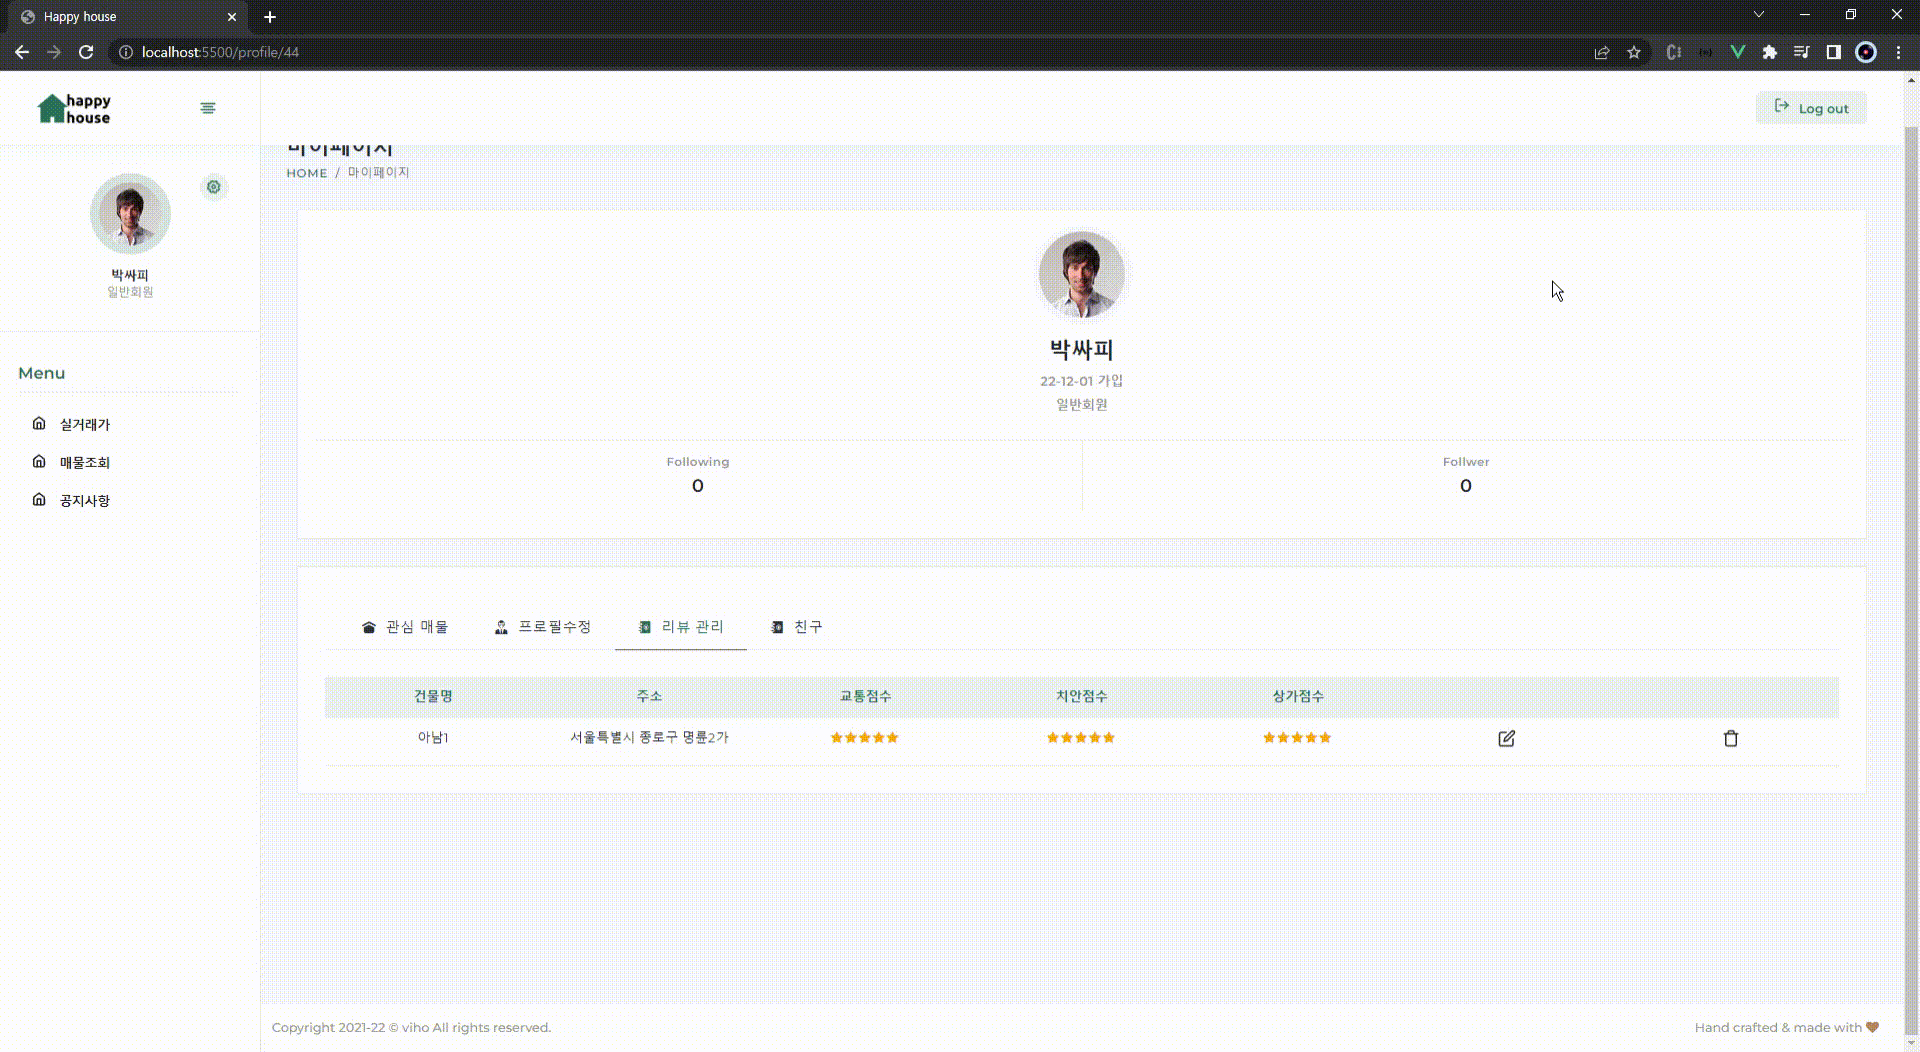 Happy house
localhost:5500/profile/44
happy
house
Log out
마이페이지
HOME / 마이페이지
박싸피
일반회원
박싸피
22-12-01 가입
일반회원
Following
0
Follwer
0
Menu
실거래가
매물조회
공지사항
관심 매물 프로필수정 리뷰 관리 친구
건물명 주소 교통점수 치안점수 상가점수
아남1 서울특별시 종로구 명륜2가
Copyright 2021-22 © viho All rights reserved.
Hand crafted & made with